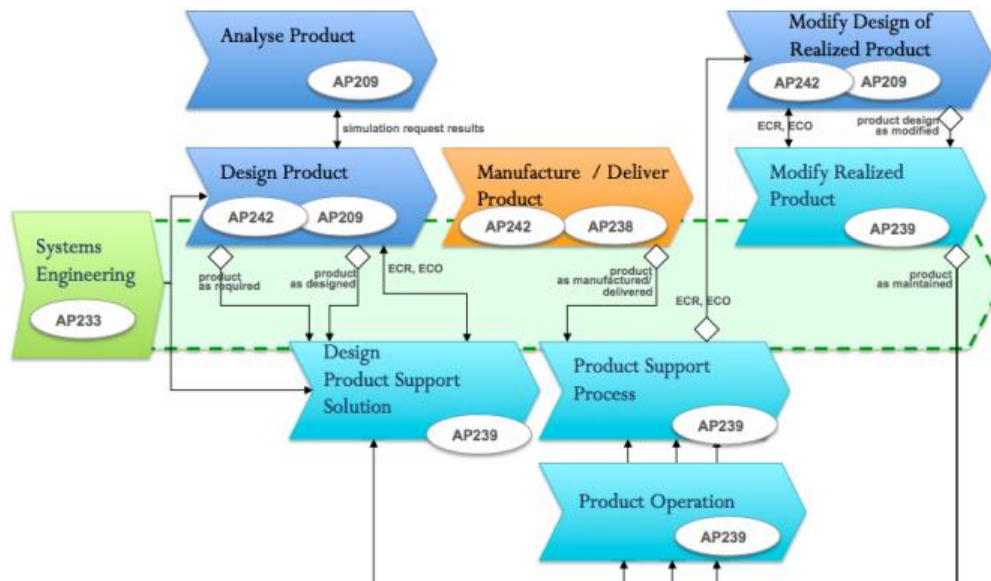 Analyse Product
AP209
simulation request results
Modify Design of
Realized Product
AP242
AP209
ECR, ECO
product design
as modified
Design Product
AP242
AP209
Manufacture / Deliver
Product
AP242
AP238
Modify Realized
Product
AP239
Systems
Engineering
AP233
product
as required
product
as designed
ECR, ECO
product
as manufactured/
delivered
ECR, ECO
product
as maintained
Design
Product Support
Solution
AP239
Product Support
Process
AP239
Product Operation
AP239